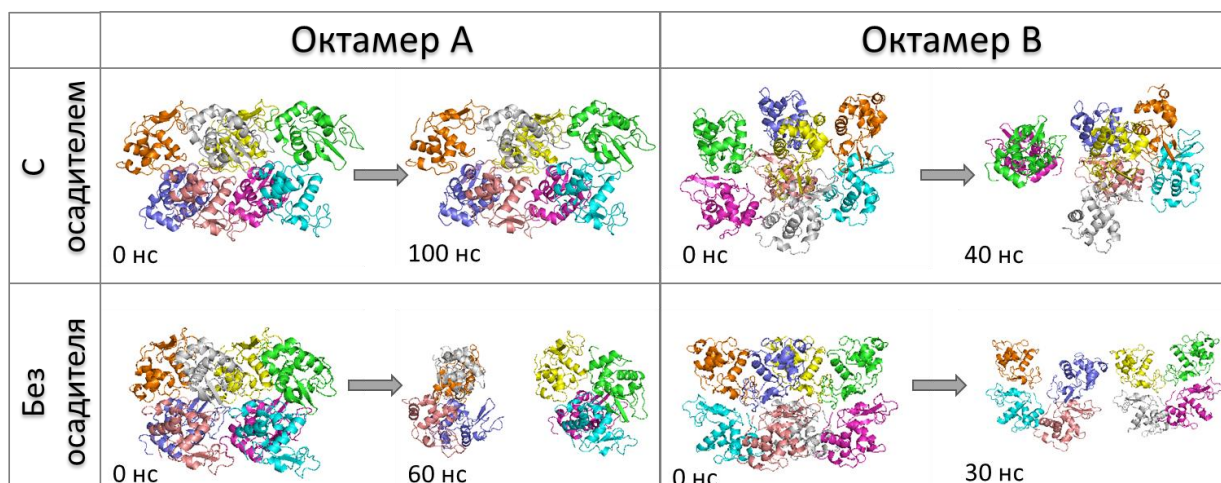 Октамер А
Октамер В
С
осадителем
0 нс
100 нс
0 нс
40 нс
Без
осадителя
0 нс
60 нс
0 нс
30 нс